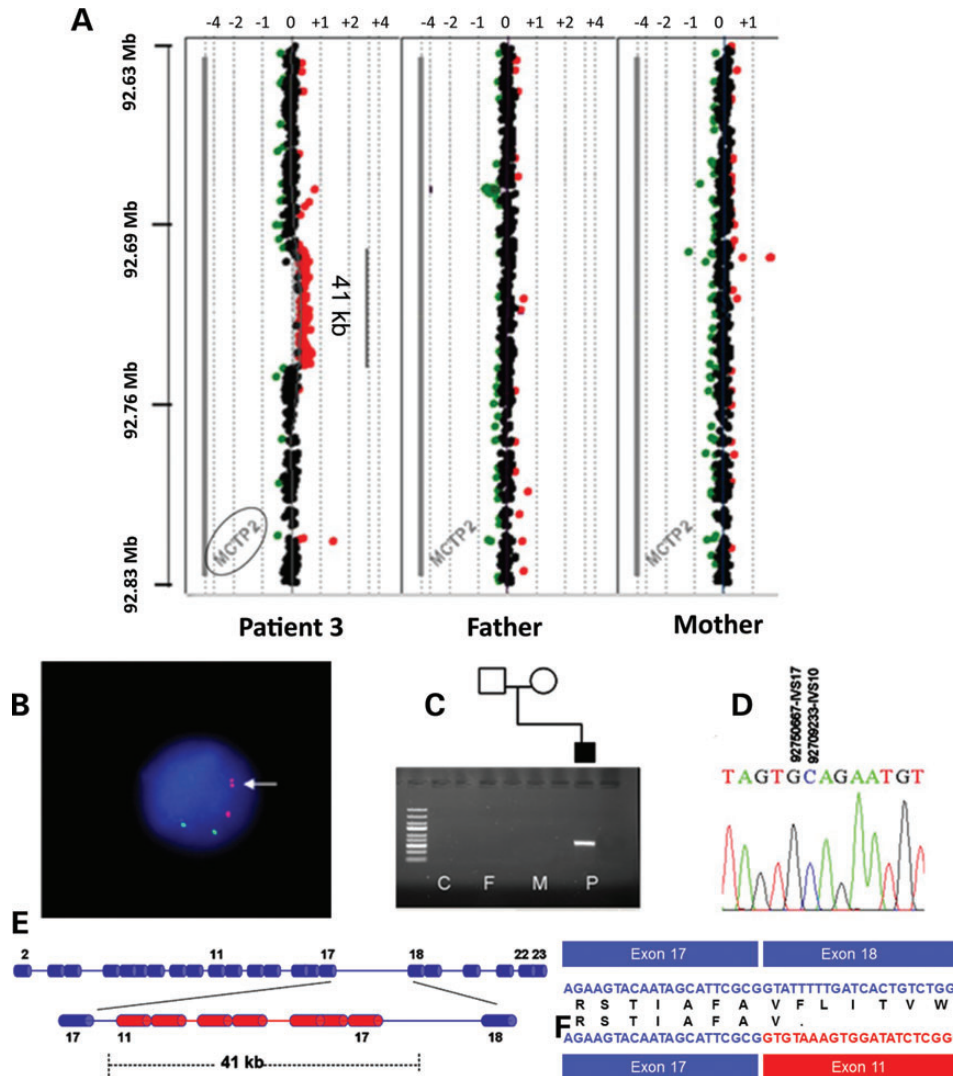 A
-4 -2 -1 0 +1 +2 +4
-4 -2 -1 0 +1 +2 +4
-4 -2 -1 0 +1
92.63 Mb
92.69 Mb
92.76 Mb
92.83 Mb
41 kb
MCTP2
MCTP2
MCTP2
Patient 3
Father
Mother
B
C
C F M P
D
92750667-IVS17
92709233-IVS10
TAGTGCAGAATGT
E
2 11 17 18 22 23
17 11 17 18
41 kb
F
Exon 17 Exon 18
AGAAGTACAATAGCATTCGCGGTATTTTTGATCACTGTCTGG
R S T I A F A V F L I T V W
R S T I A F A V .
AGAAGTACAATAGCATTCGCGGTGTAAAGTGGATATCTCGG
Exon 17 Exon 11